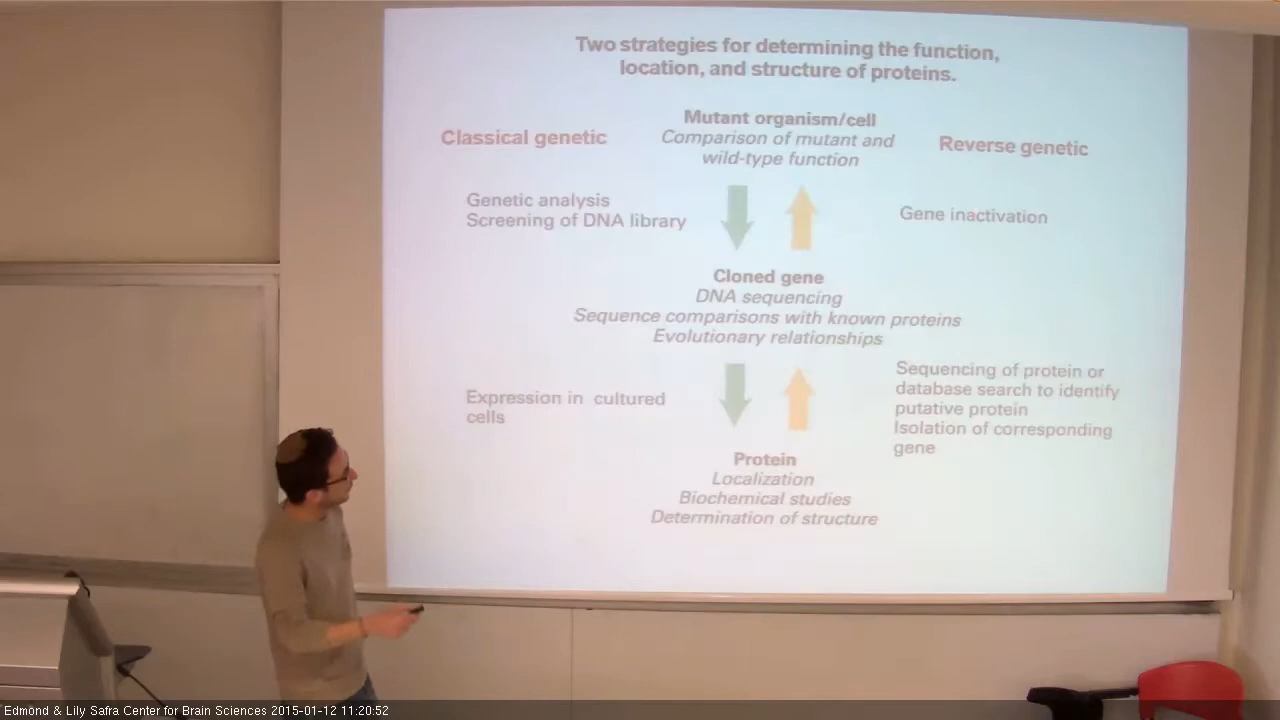 Two strategies for determining the function,
location, and structure of proteins.
Mutant organism/cell
Comparison of mutant and
wild-type function
Classical genetic
Reverse genetic
Genetic analysis
Screening of DNA library
Gene inactivation
Cloned gene
DNA sequencing
Sequence comparisons with known proteins
Evolutionary relationships
Expression in cultured
cells
Sequencing of protein or
database search to identify
putative protein
Isolation of corresponding
gene
Protein
Localization
Biochemical studies
Determination of structure
Edmond & Lily Safra Center for Brain Sciences 2015-01-12 11:20:52